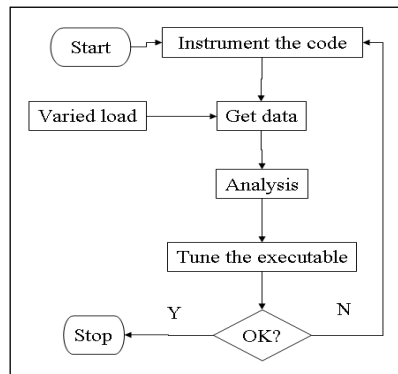 Start
Instrument the code
Varied load
Get data
Analysis
Tune the executable
Y
N
Stop
OK?